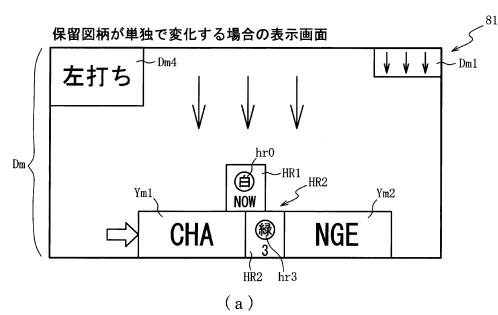 保留図柄が単独で変化する場合の表示画面
81
左打ち
Dm4
Dm1
Dm
hr0
白
NOW
HR1
HR2
Ym1
Ym2
CHA
緑
3
NGE
HR2
hr3
(a)